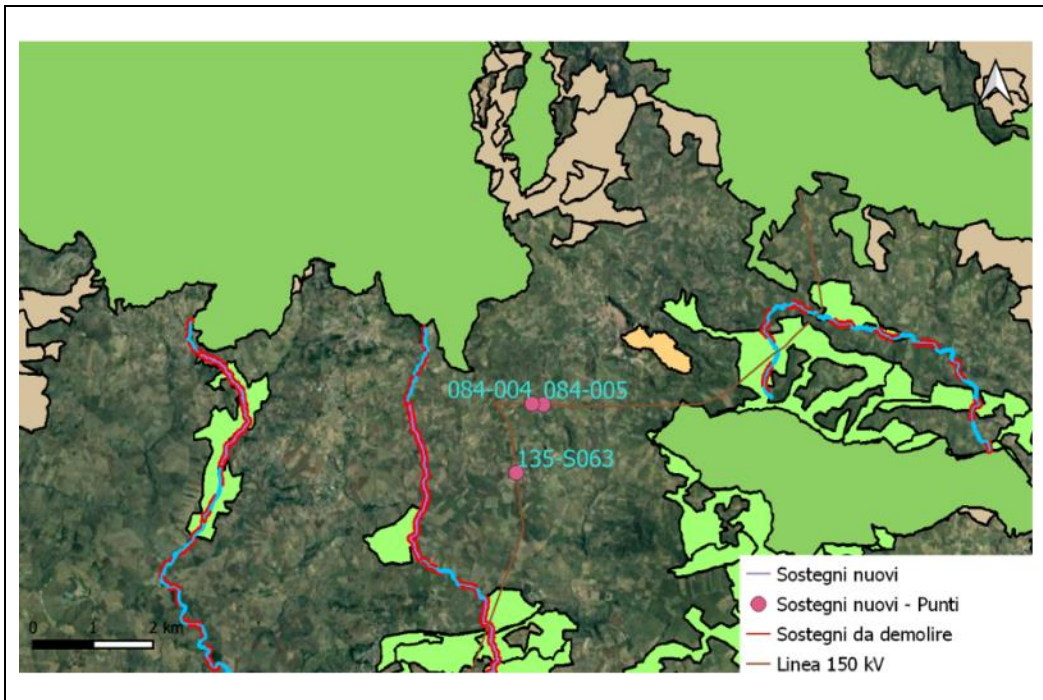 084-004 084-005
135-S063
Sostegni nuovi
Sostegni nuovi - Punti
Sostegni da demolire
Linea 150 kV
0 1 2 km